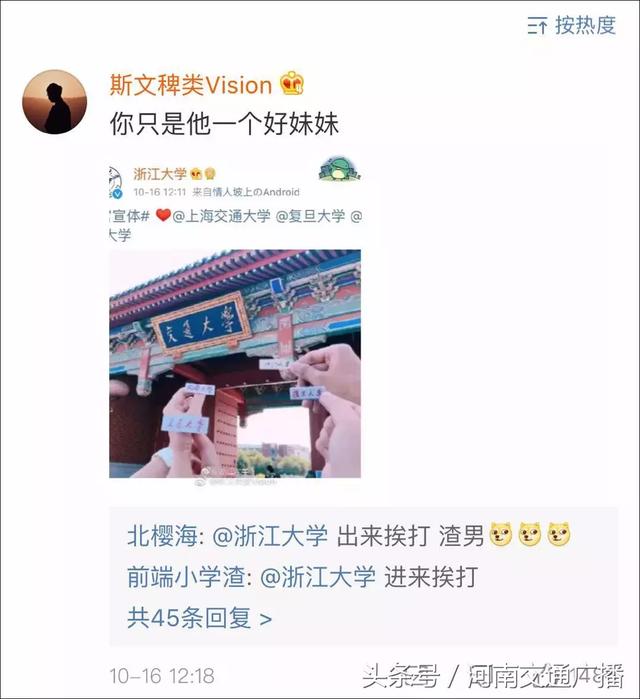 按热度
斯文稗类Vision
你只是他一个好妹妹
浙江大学
10-16 12:11 来自情人坡上のAndroid
宣体# @上海交通大学 @复旦大学 @
大学
交通大学
北樱海: @浙江大学 出来挨打 渣男
前端小学渣: @浙江大学 进来挨打
共45条回复 >
10-16 12:18
头条号 / 河南交通广播